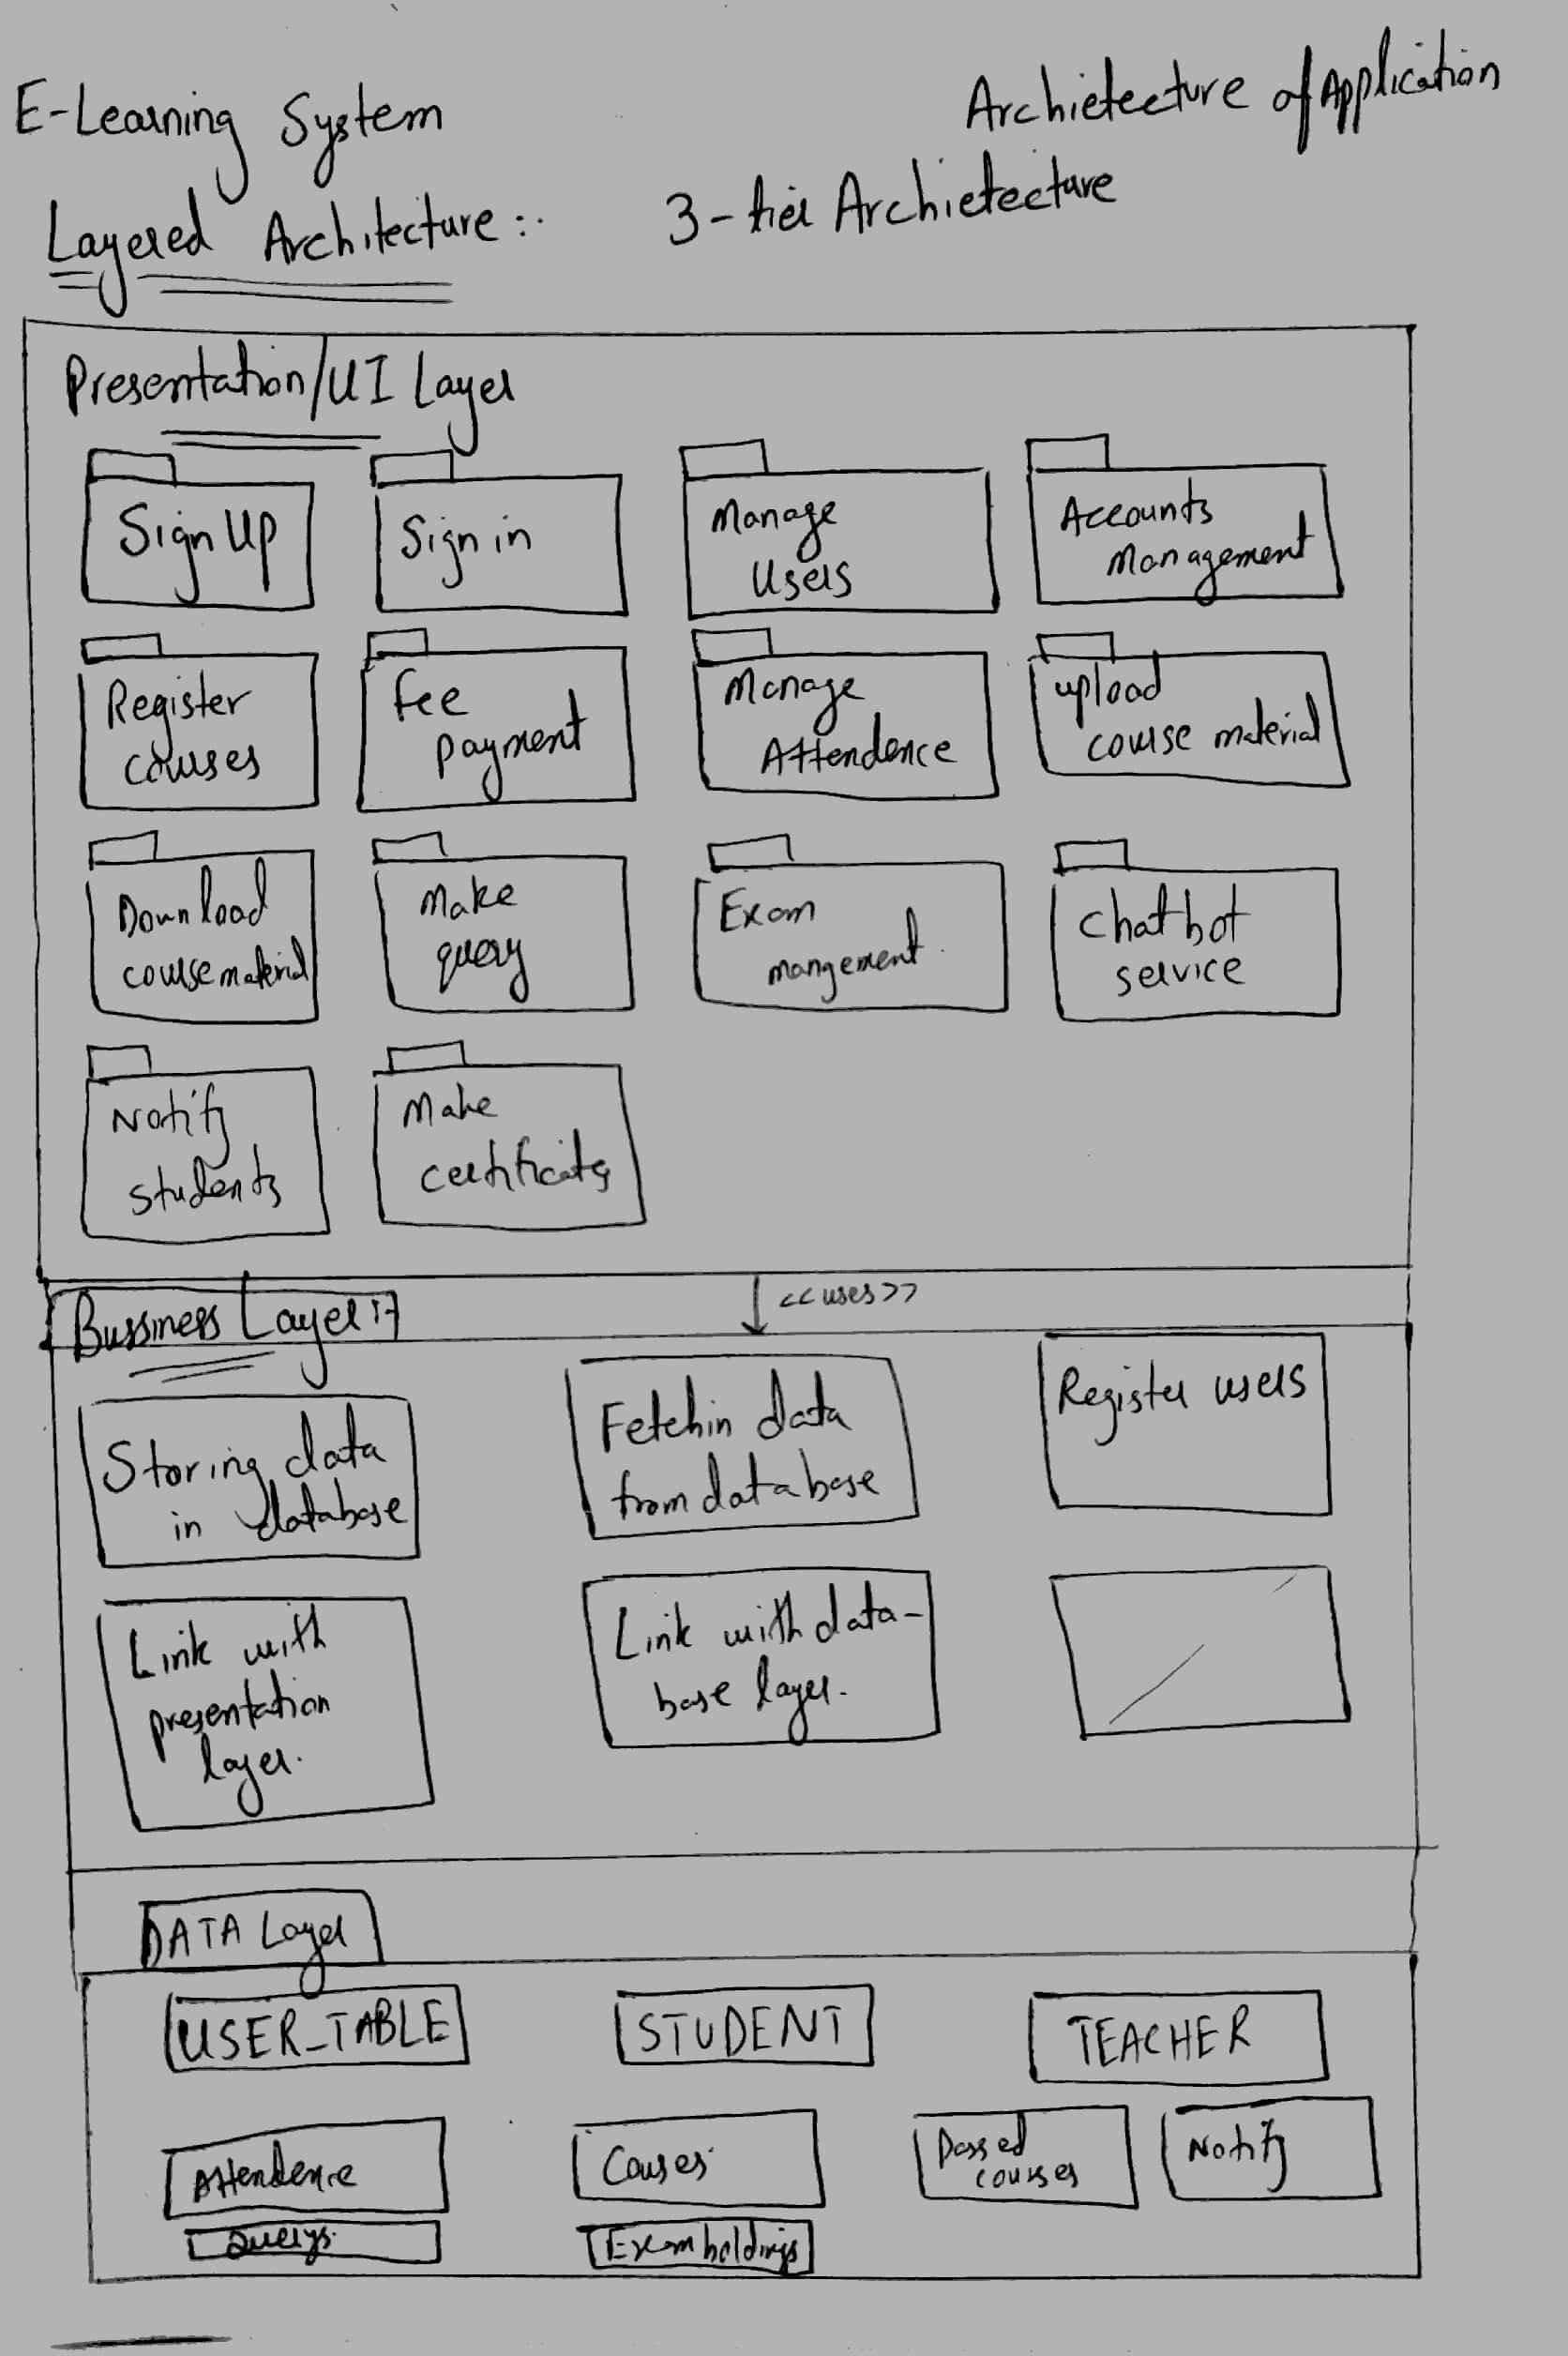 E-Learning System
Archietecture of Application
Layered Architecture:-
3-tier Archietecture
Presentation/UI Layer
Sign Up
Sign in
Manage
Users
Accounts
Management
Register
courses
Fee
payment
Manage
Attendence
upload
course material
Download
course material
Make
query
Exam
mangement.
chatbot
service
Notify
students
Make
certificates
<<uses>>
Bussiness Layer:-
Storing data
in database
Fetchin data
from database
Register users
Link with
presentation
layer.
Link with data-
base layer.
DATA Layer
USER_TABLE
STUDENT
TEACHER
Attendence
Courses
Passed
courses
Notify
Querys
Exam holdings